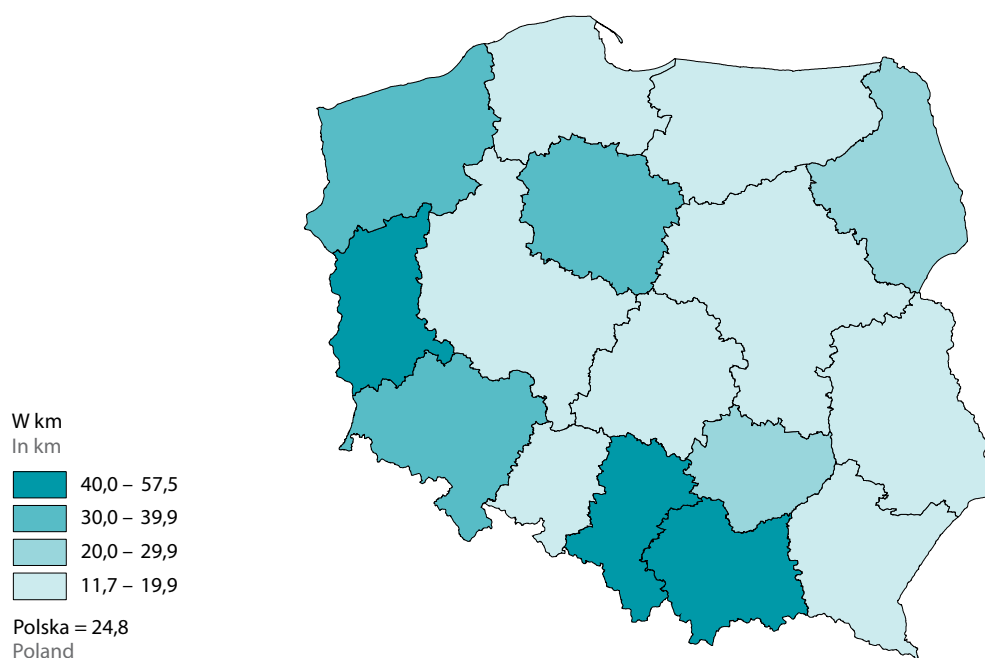 W km
In km
40,0 – 57,5
30,0 – 39,9
20,0 – 29,9
11,7 – 19,9
Polska = 24,8
Poland